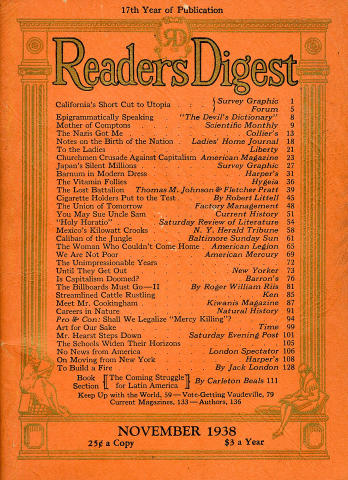 17th Year of Publication
RD
Readers Digest
California's Short Cut to Utopia . . . Survey Graphic 1
Forum 5
Epigrammatically Speaking "The Devil's Dictionary" 8
Mother of Comptons . . . Scientific Monthly 9
The Nazis Got Me . . . Collier's 13
Notes on the Birth of the Nation . Ladies' Home Journal 18
To the Ladies . . . Liberty 21
Churchmen Crusade Against Capitalism American Magazine 23
Japan's Silent Millions . . . Survey Graphic 27
Barnum in Modern Dress . . . Harper's 31
The Vitamin Follies . . . Hygeia 36
The Lost Battalion . Thomas M. Johnson & Fletcher Pratt 39
Cigarette Holders Put to the Test . By Robert Littell 45
The Union of Tomorrow . . Factory Management 48
You May Sue Uncle Sam . . . Current History 51
"Holy Horatio" . . . Saturday Review of Literature 54
Mexico's Kilowatt Crooks . . N. Y. Herald Tribune 58
Caliban of the Jungle . . . Baltimore Sunday Sun 61
The Woman Who Couldn't Come Home . American Legion 65
We Are Not Poor . . . American Mercury 69
The Unimpressionable Years . . . 72
Until They Get Out . . . New Yorker 73
Is Capitalism Doomed? . . . Barron's 76
The Billboards Must Go—II . By Roger William Riis 81
Streamlined Cattle Rustling . . . Ken 85
Meet Mr. Cookingham . . . Kiwanis Magazine 87
Careers in Nature . . . Natural History 91
Pro & Con: Shall We Legalize "Mercy Killing"? . 94
Art for Our Sake . . . Time 99
Mr. Hearst Steps Down . . Saturday Evening Post 101
The Schools Widen Their Horizons . . . 105
No News from America . . . London Spectator 106
On Moving from New York . . . Harper's 108
To Build a Fire . . . By Jack London 128
Book Section [The Coming Struggle for Latin America] By Carleton Beals 111
Keep Up with the World, 59—Vote-Getting Vaudeville, 79
Current Magazines, 133—Authors, 136
NOVEMBER 1938
25¢ a Copy $3 a Year